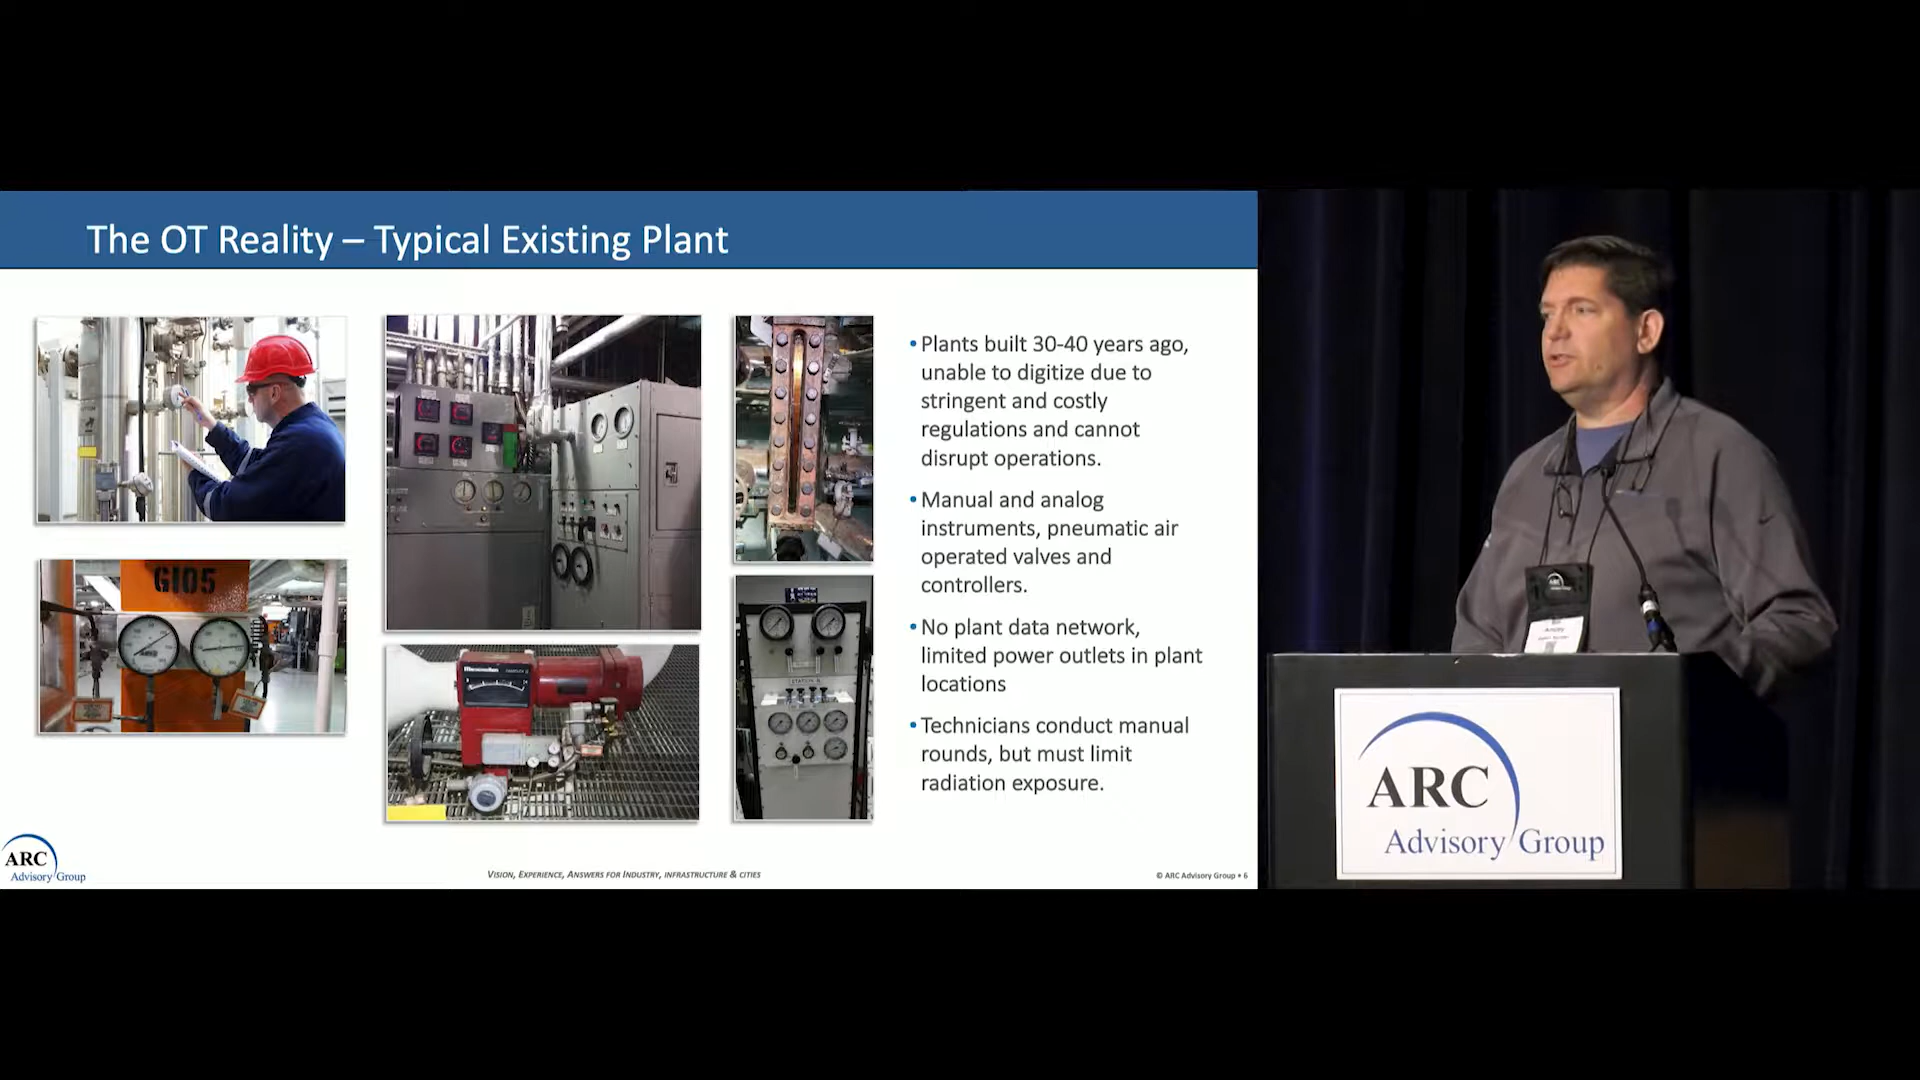 The OT Reality – Typical Existing Plant
GIO5
STATION A
•Plants built 30-40 years ago,
unable to digitize due to
stringent and costly
regulations and cannot
disrupt operations.
•Manual and analog
instruments, pneumatic air
operated valves and
controllers.
•No plant data network,
limited power outlets in plant
locations
•Technicians conduct manual
rounds, but must limit
radiation exposure.
ARC
Advisory Group
VISION, EXPERIENCE, ANSWERS FOR INDUSTRY, INFRASTRUCTURE & CITIES
© ARC Advisory Group • 6
ARC
ARC
Advisory Group